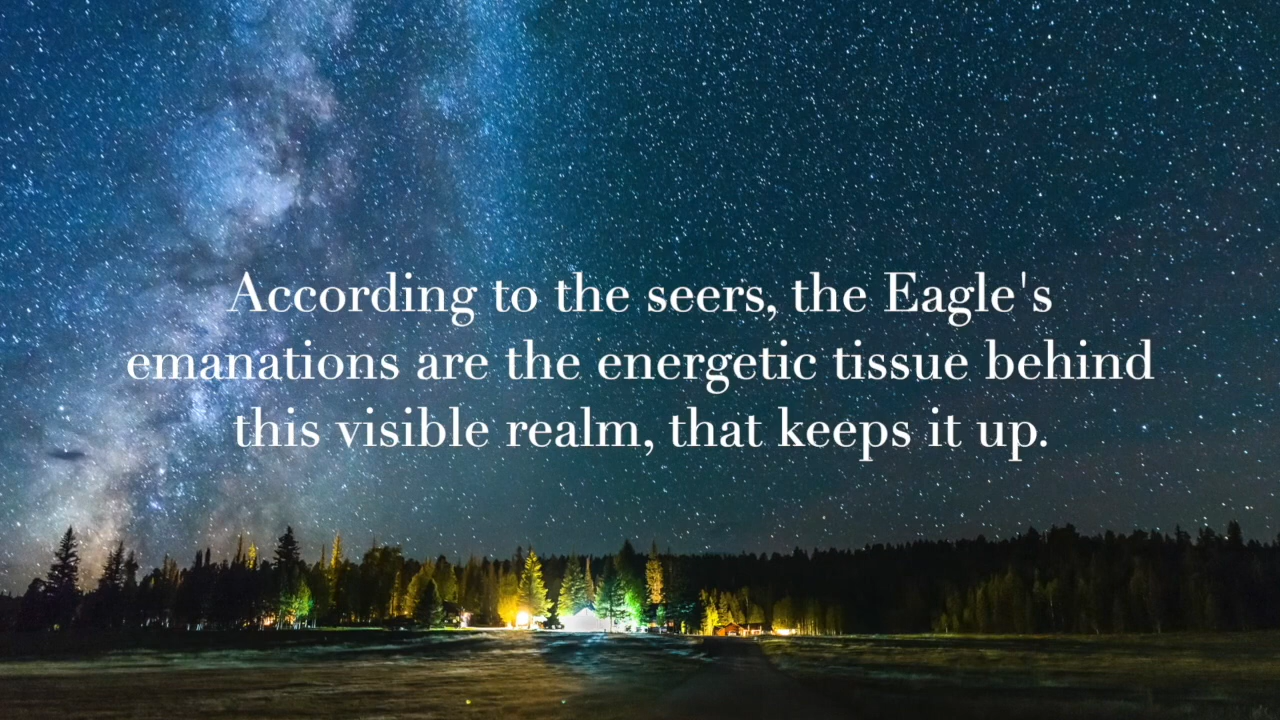 According to the seers, the Eagle's
emanations are the energetic tissue behind
this visible realm, that keeps it up.